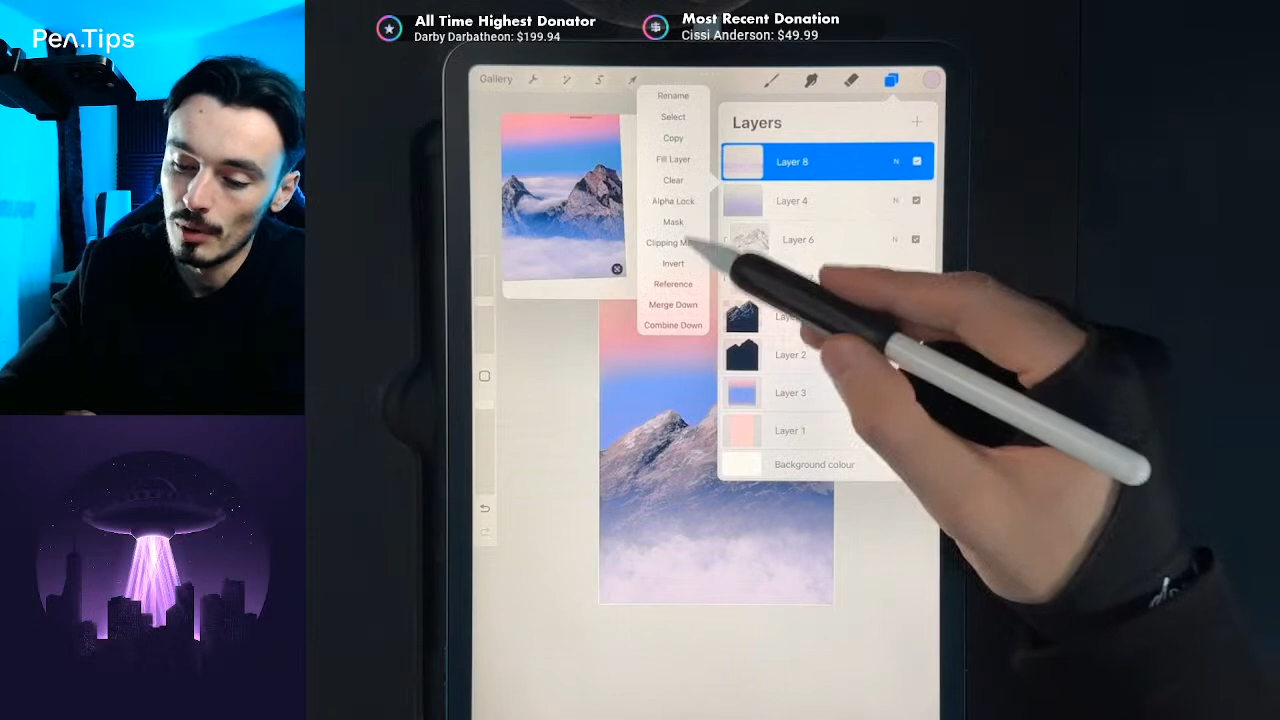 Pen.Tips
All Time Highest Donator
Darby Darbatheon: $199.94
Most Recent Donation
Cissi Anderson: $49.99
Gallery
Rename
Select
Copy
Fill Layer
Clear
Alpha Lock
Mask
Clipping
Invert
Reference
Merge Down
Combine Down
Layers
Layer 8 N
Layer 4 N
Layer 6 N
Layer 2
Layer 3
Layer 1
Background colour